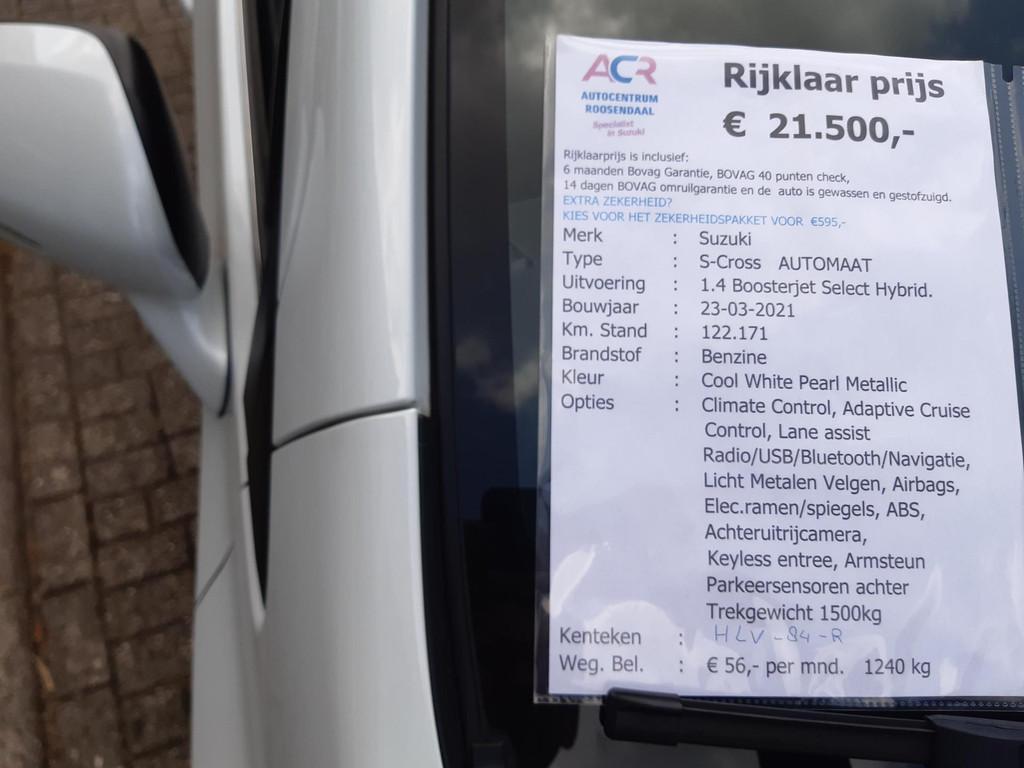 ACR
AUTOCENTRUM
ROOSENDAAL
Specialist
in Suzuki
Rijklaar prijs
€ 21.500,-
Rijklaarprijs is inclusief:
6 maanden Bovag Garantie, BOVAG 40 punten check,
14 dagen BOVAG omruilgarantie en de auto is gewassen en gestofzuigd.
EXTRA ZEKERHEID?
KIES VOOR HET ZEKERHEIDSPAKKET VOOR €595,-
Merk : Suzuki
Type : S-Cross AUTOMAAT
Uitvoering : 1.4 Boosterjet Select Hybrid.
Bouwjaar : 23-03-2021
Km. Stand : 122.171
Brandstof : Benzine
Kleur : Cool White Pearl Metallic
Opties : Climate Control, Adaptive Cruise
Control, Lane assist
Radio/USB/Bluetooth/Navigatie,
Licht Metalen Velgen, Airbags,
Elec.ramen/spiegels, ABS,
Achteruitrijcamera,
Keyless entree, Armsteun
Parkeersensoren achter
Trekgewicht 1500kg
Kenteken : HLV-84-R
Weg. Bel. : € 56,- per mnd. 1240 kg